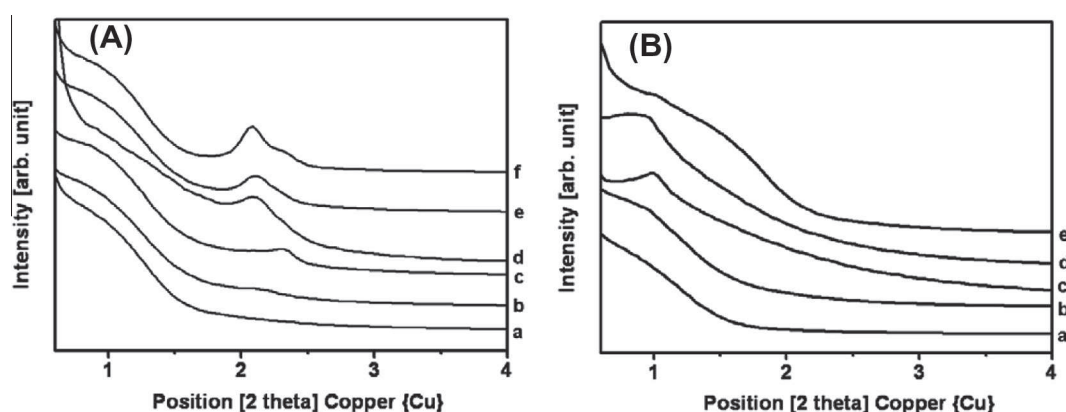 (A)
Intensity [arb. unit]
f
e
d
c
b
a
1 2 3 4
Position [2 theta] Copper {Cu}
(B)
Intensity [arb. unit]
e
d
c
b
a
1 2 3 4
Position [2 theta] Copper {Cu}